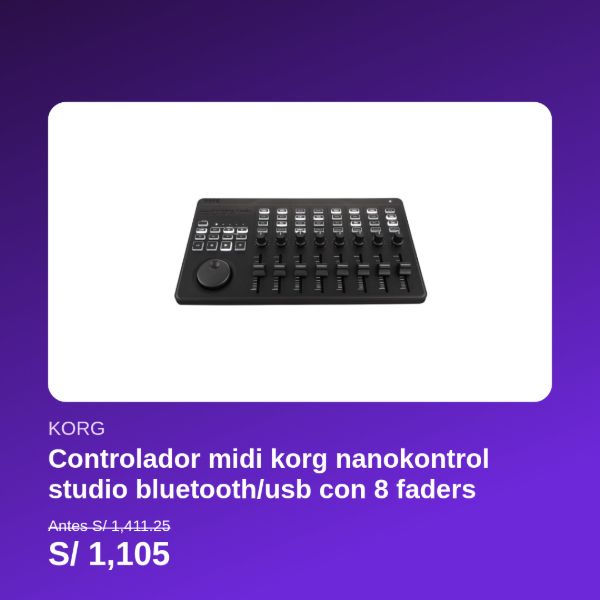 KORG
Controlador midi korg nanokontrol
studio bluetooth/usb con 8 faders
Antes S/ 1,411.25
S/ 1,105